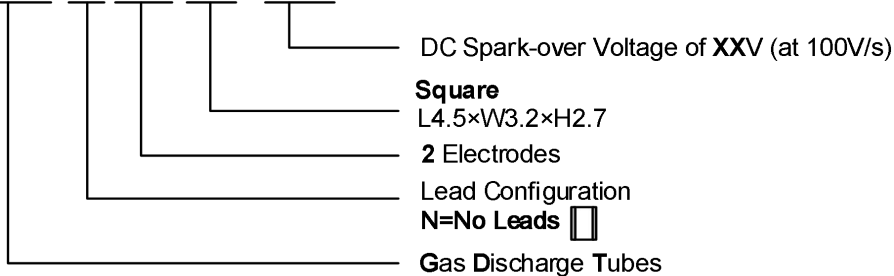 DC Spark-over Voltage of XXV (at 100V/s)
Square
L4.5×W3.2×H2.7
2 Electrodes
Lead Configuration
N=No Leads
Gas Discharge Tubes